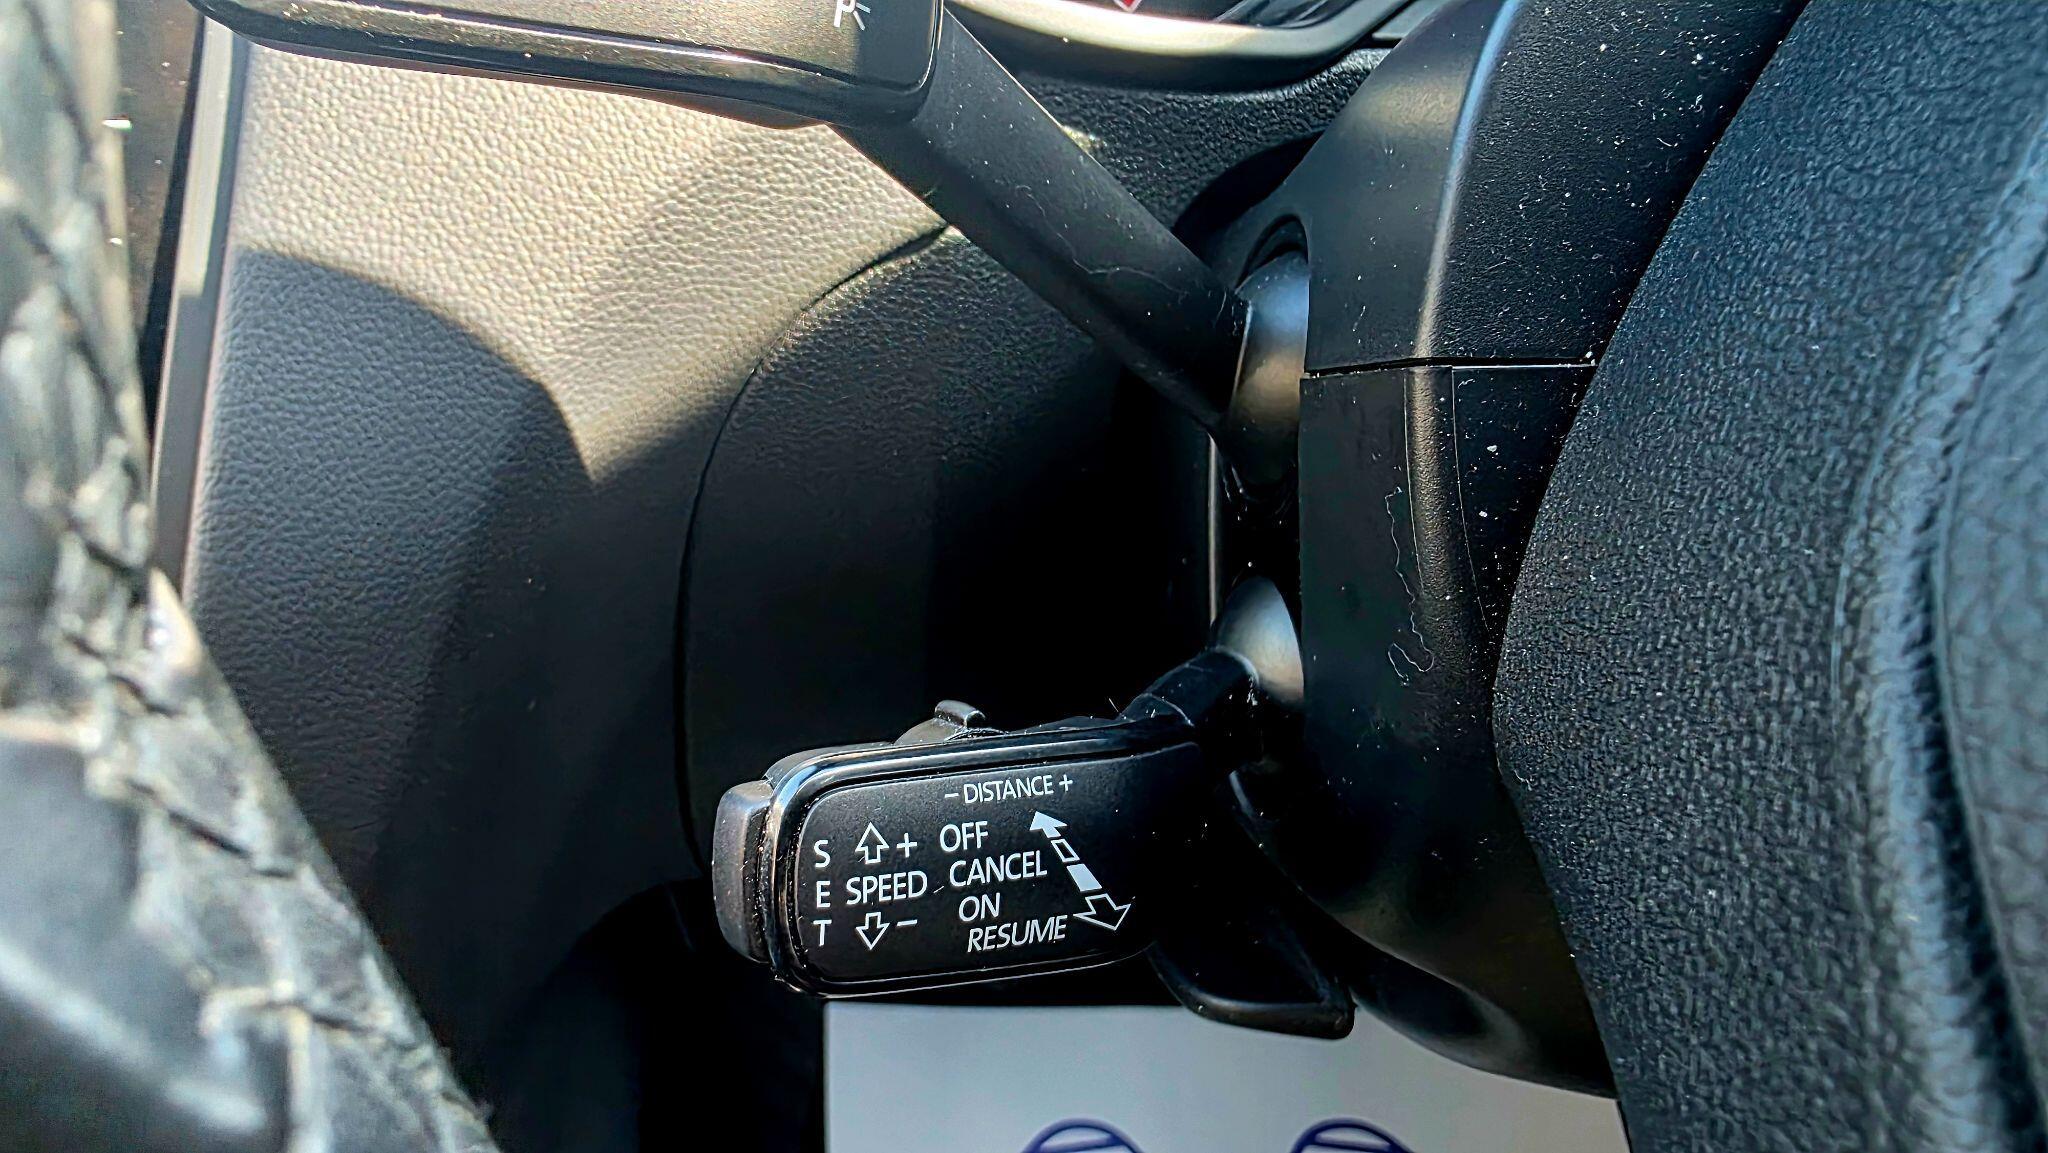 P
− DISTANCE +
S E T
+
SPEED
−
OFF
CANCEL
ON
RESUME